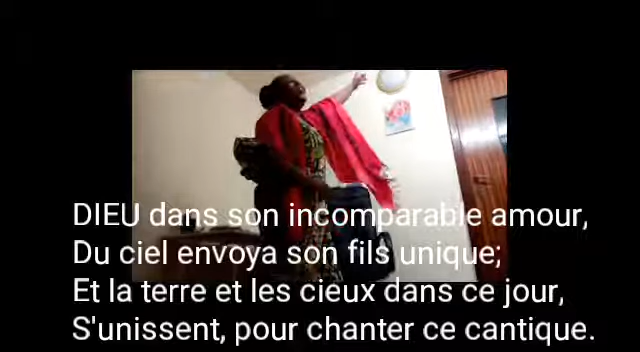 DIEU dans son incomparable amour,
Du ciel envoya son fils unique;
Et la terre et les cieux dans ce jour,
S'unissent, pour chanter ce cantique.